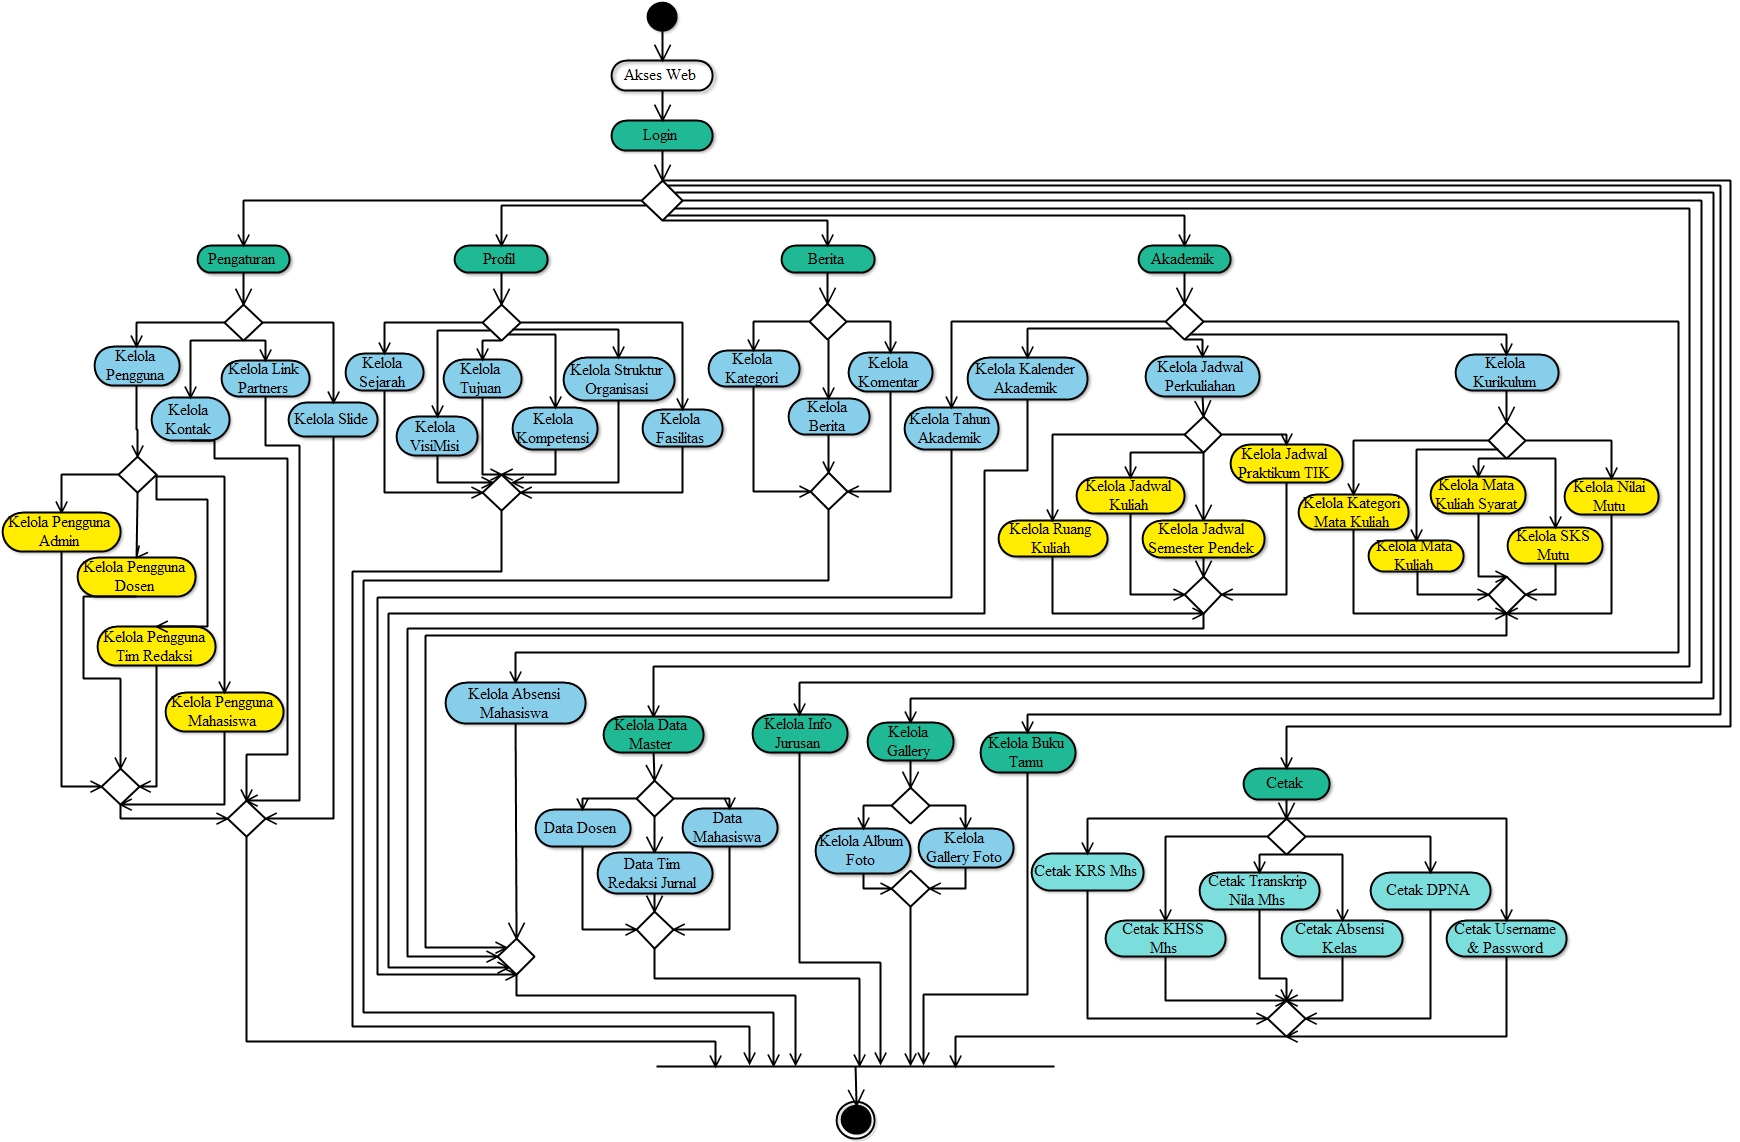 Akses Web
Login
Pengaturan
Profil
Berita
Akademik
Kelola
Pengguna
Kelola
Kontak
Kelola Link
Partners
Kelola Slide
Kelola
Sejarah
Kelola
VisiMisi
Kelola
Tujuan
Kelola
Kompetensi
Kelola Struktur
Organisasi
Kelola
Fasilitas
Kelola
Kategori
Kelola
Berita
Kelola
Komentar
Kelola Tahun
Akademik
Kelola Kalender
Akademik
Kelola Jadwal
Perkuliahan
Kelola
Kurikulum
Kelola Pengguna
Admin
Kelola Pengguna
Dosen
Kelola Pengguna
Tim Redaksi
Kelola Pengguna
Mahasiswa
Kelola Ruang
Kuliah
Kelola Jadwal
Kuliah
Kelola Jadwal
Semester Pendek
Kelola Jadwal
Praktikum TIK
Kelola Kategori
Mata Kuliah
Kelola Mata
Kuliah
Kelola Mata
Kuliah Syarat
Kelola SKS
Mutu
Kelola Nilai
Mutu
Kelola Absensi
Mahasiswa
Kelola Data
Master
Kelola Info
Jurusan
Kelola
Gallery
Kelola Buku
Tamu
Cetak
Data Dosen
Data Tim
Redaksi Jurnal
Data
Mahasiswa
Kelola Album
Foto
Kelola
Gallery Foto
Cetak KRS Mhs
Cetak KHSS
Mhs
Cetak Transkrip
Nila Mhs
Cetak Absensi
Kelas
Cetak DPNA
Cetak Username
& Password